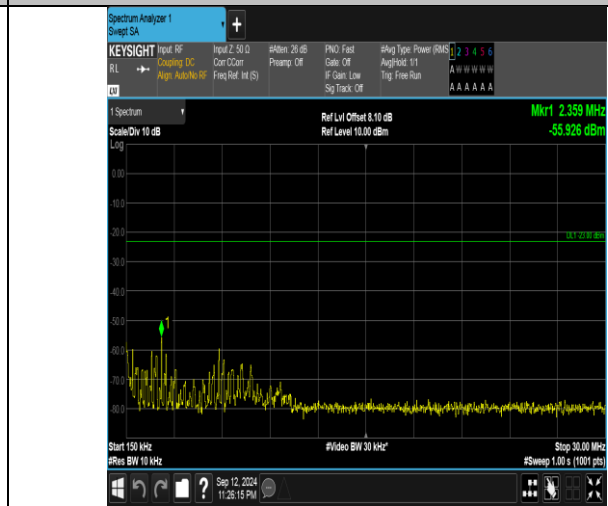 Spectrum Analyzer 1
Swept SA
+
KEYSIGHT Input: RF Input Z: 50 Ω #Atten: 26 dB PNO: Fast #Avg Type: Power (RMS 1 2 3 4 5 6
RL Coupling: DC Corr CCorr Preamp: Off Gate: Off Avg|Hold: 1/1 A W W W W W
Align: Auto/No RF Freq Ref: Int (S) IF Gain: Low Trig: Free Run
Sig Track: Off A A A A A A
1 Spectrum
Ref Lvl Offset 8.10 dB Mkr1 2.359 MHz
Scale/Div 10 dB Ref Level 10.00 dBm -55.926 dBm
Log
0.00
-10.0
-20.0
DL1 -23.00 dBm
-30.0
-40.0
-50.0
1
-60.0
-70.0
-80.0
Start 150 kHz #Video BW 30 kHz* Stop 30.00 MHz
#Res BW 10 kHz #Sweep 1.00 s (1001 pts)
? Sep 12, 2024
11:26:15 PM